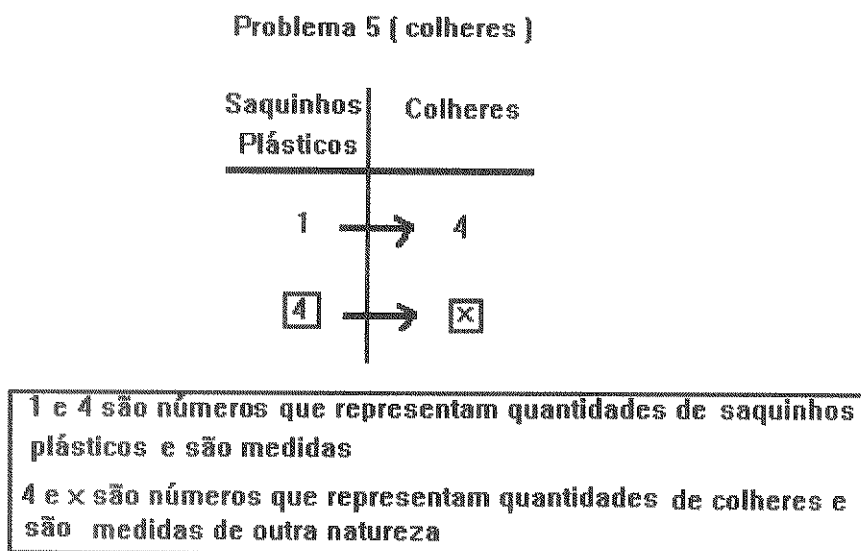 Problema 5 ( colheres )
Saquinhos Plásticos
Colheres
1 4
4 x
1 e 4 são números que representam quantidades de saquinhos
plásticos e são medidas
4 e x são números que representam quantidades de colheres e
são medidas de outra natureza